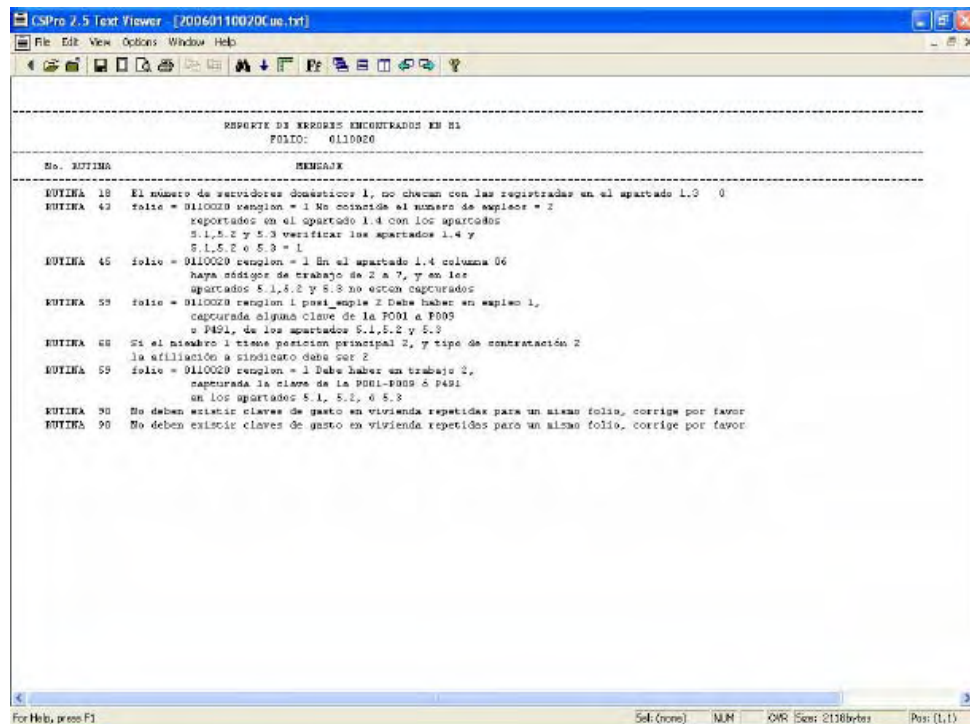 CSPro 2.5 Text Viewer - [20060110020Cue.txt]
File Edit View Options Window Help
REPORTE DE ERRORES ENCONTRADOS EN
FOLIO: 0110020
No. RUTINA MENSAJE
RUTINA 18 El número de servidores domésticos 1, no checan con las registradas en el apartado 1.3 0
RUTINA 43 folio = 0110020 renglon = 1 No coincide el numero de empleos = 2
reportados en el apartado 1.4 con los apartados
5.1,5.2 y 5.3 verificar los apartados 1.4 y
5.1,5.2 o 5.3 = 1
RUTINA 45 folio = 0110020 renglon = 1 En el apartado 1.4 columna 06
haya códigos de trabajo de 2 a 7, y en los
apartados 5.1,5.2 y 5.3 no esten capturados
RUTINA 59 folio = 0110020 renglon 1 posi_emple 2 Debe haber en empleo 1,
capturada alguna clave de la P001 a P009
o P491, de los apartados 5.1,5.2 y 5.3
RUTINA 68 Si el miembro 1 tiene posicion principal 2, y tipo de contratación 2
la afiliación a sindicato debe ser 2
RUTINA 59 folio = 0110020 renglon = 1 Debe haber en trabajo 2,
capturada la clave de la P001-P009 ó P491
en los apartados 5.1, 5.2, ó 5.3
RUTINA 90 No deben existir claves de gasto en vivienda repetidas para un mismo folio, corrige por favor
RUTINA 90 No deben existir claves de gasto en vivienda repetidas para un mismo folio, corrige por favor
For Help, press F1 Sel: (none) NUM OVR Size: 2118bytes Pos: (1,1)